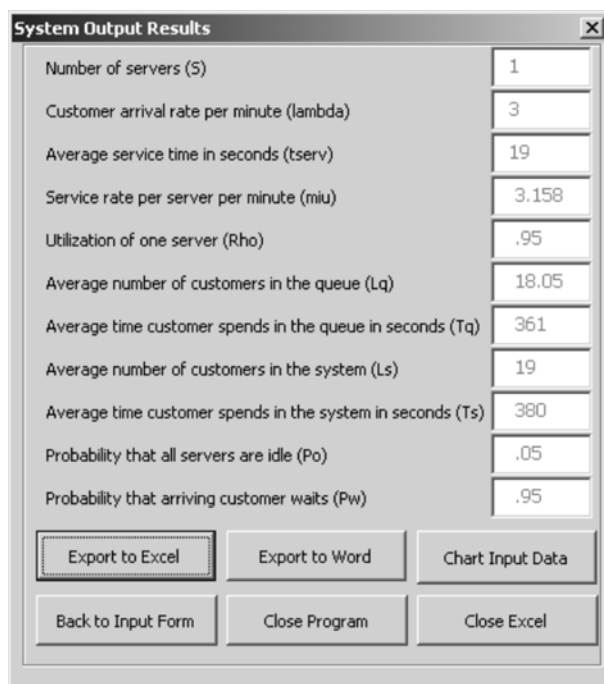 System Output Results
Number of servers (S) 1
Customer arrival rate per minute (lambda) 3
Average service time in seconds (tserv) 19
Service rate per server per minute (miu) 3.158
Utilization of one server (Rho) .95
Average number of customers in the queue (Lq) 18.05
Average time customer spends in the queue in seconds (Tq) 361
Average number of customers in the system (Ls) 19
Average time customer spends in the system in seconds (Ts) 380
Probability that all servers are idle (Po) .05
Probability that arriving customer waits (Pw) .95
Export to Excel Export to Word Chart Input Data
Back to Input Form Close Program Close Excel